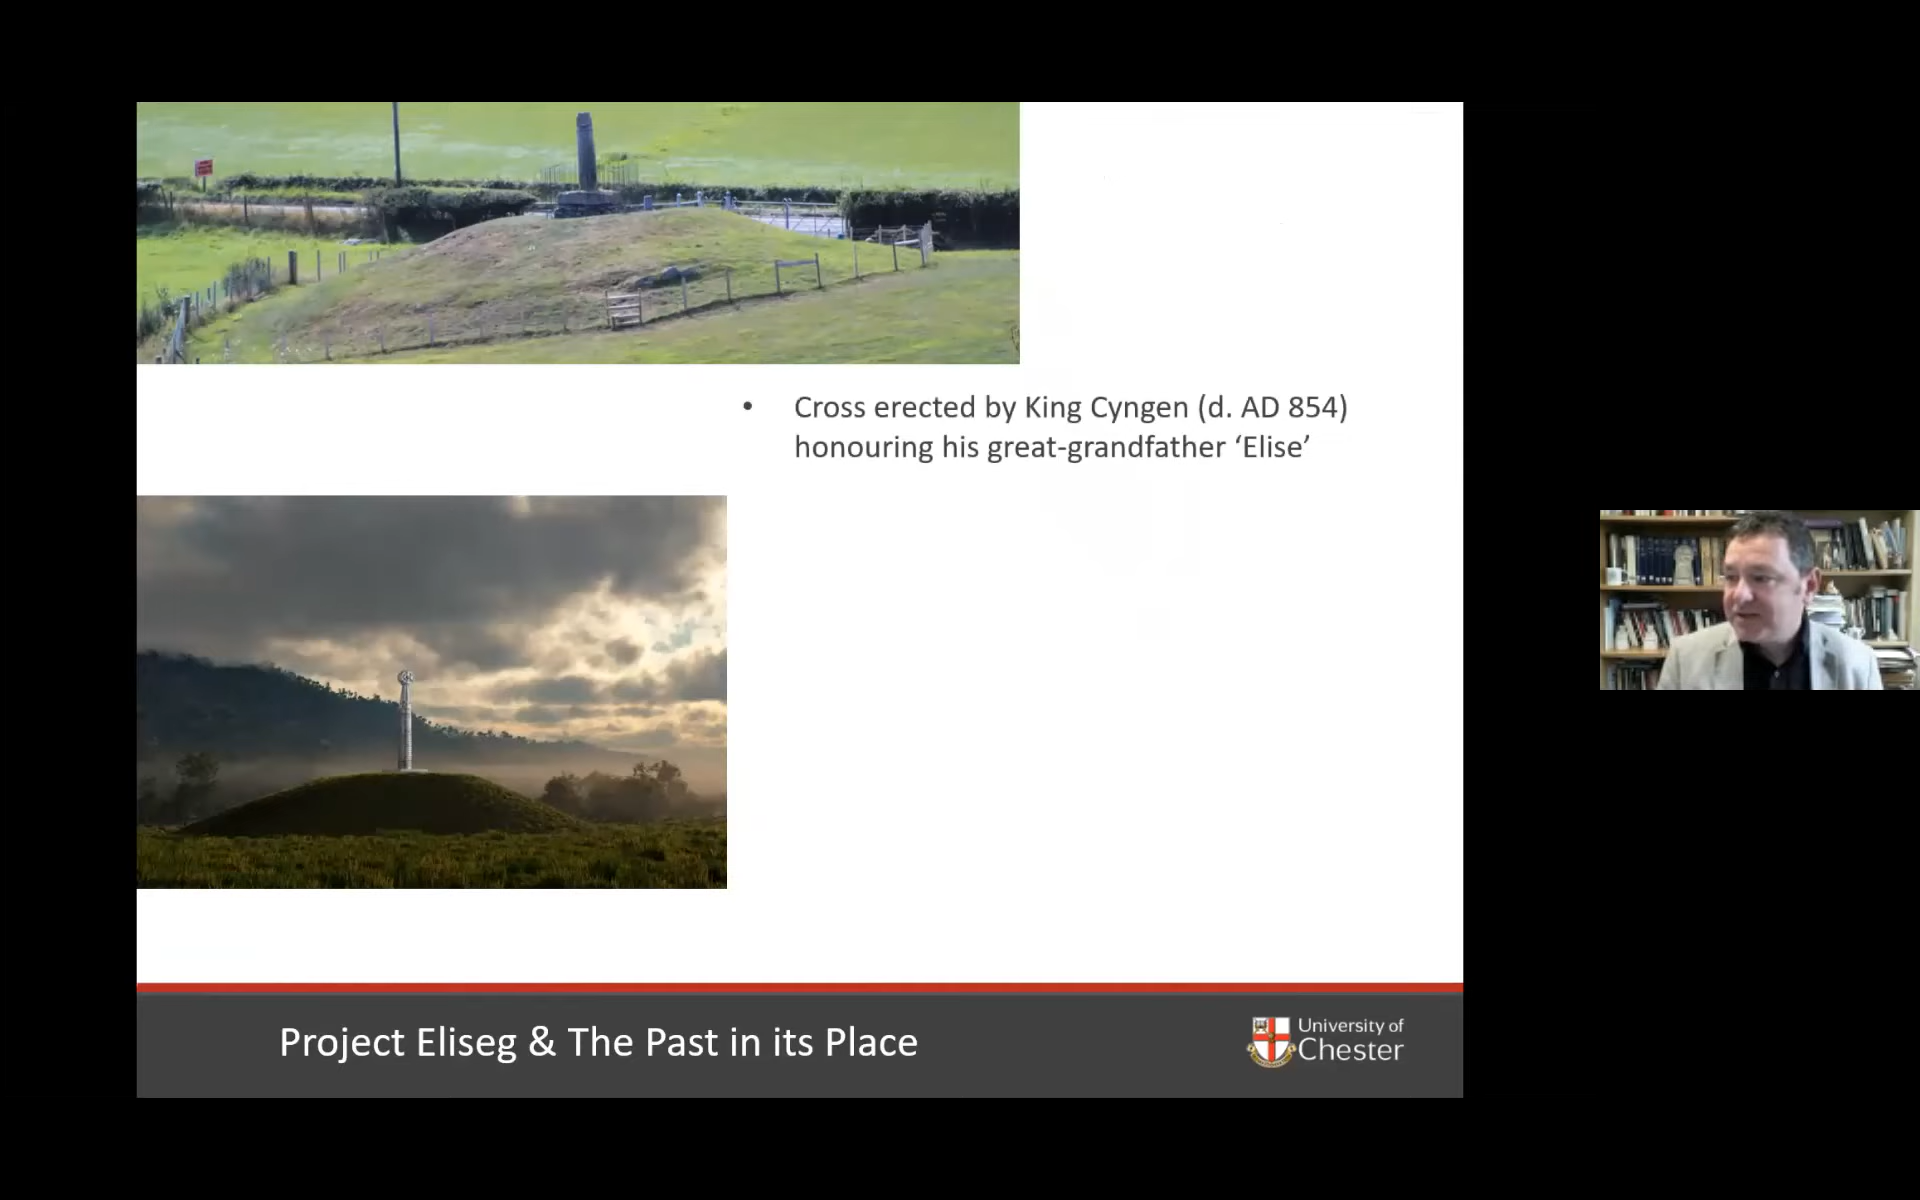 • Cross erected by King Cyngen (d. AD 854)
honouring his great-grandfather ‘Elise’
Project Eliseg & The Past in its Place
University of
Chester